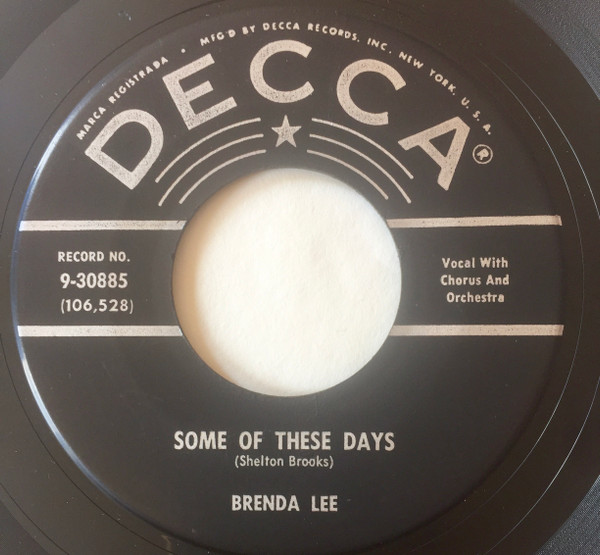 MARCA REGISTRADA • MFG'D BY DECCA RECORDS, INC. NEW YORK, U. S. A.
DECCA®
RECORD NO.
9-30885
(106,528)
Vocal With
Chorus And
Orchestra
SOME OF THESE DAYS
(Shelton Brooks)
BRENDA LEE